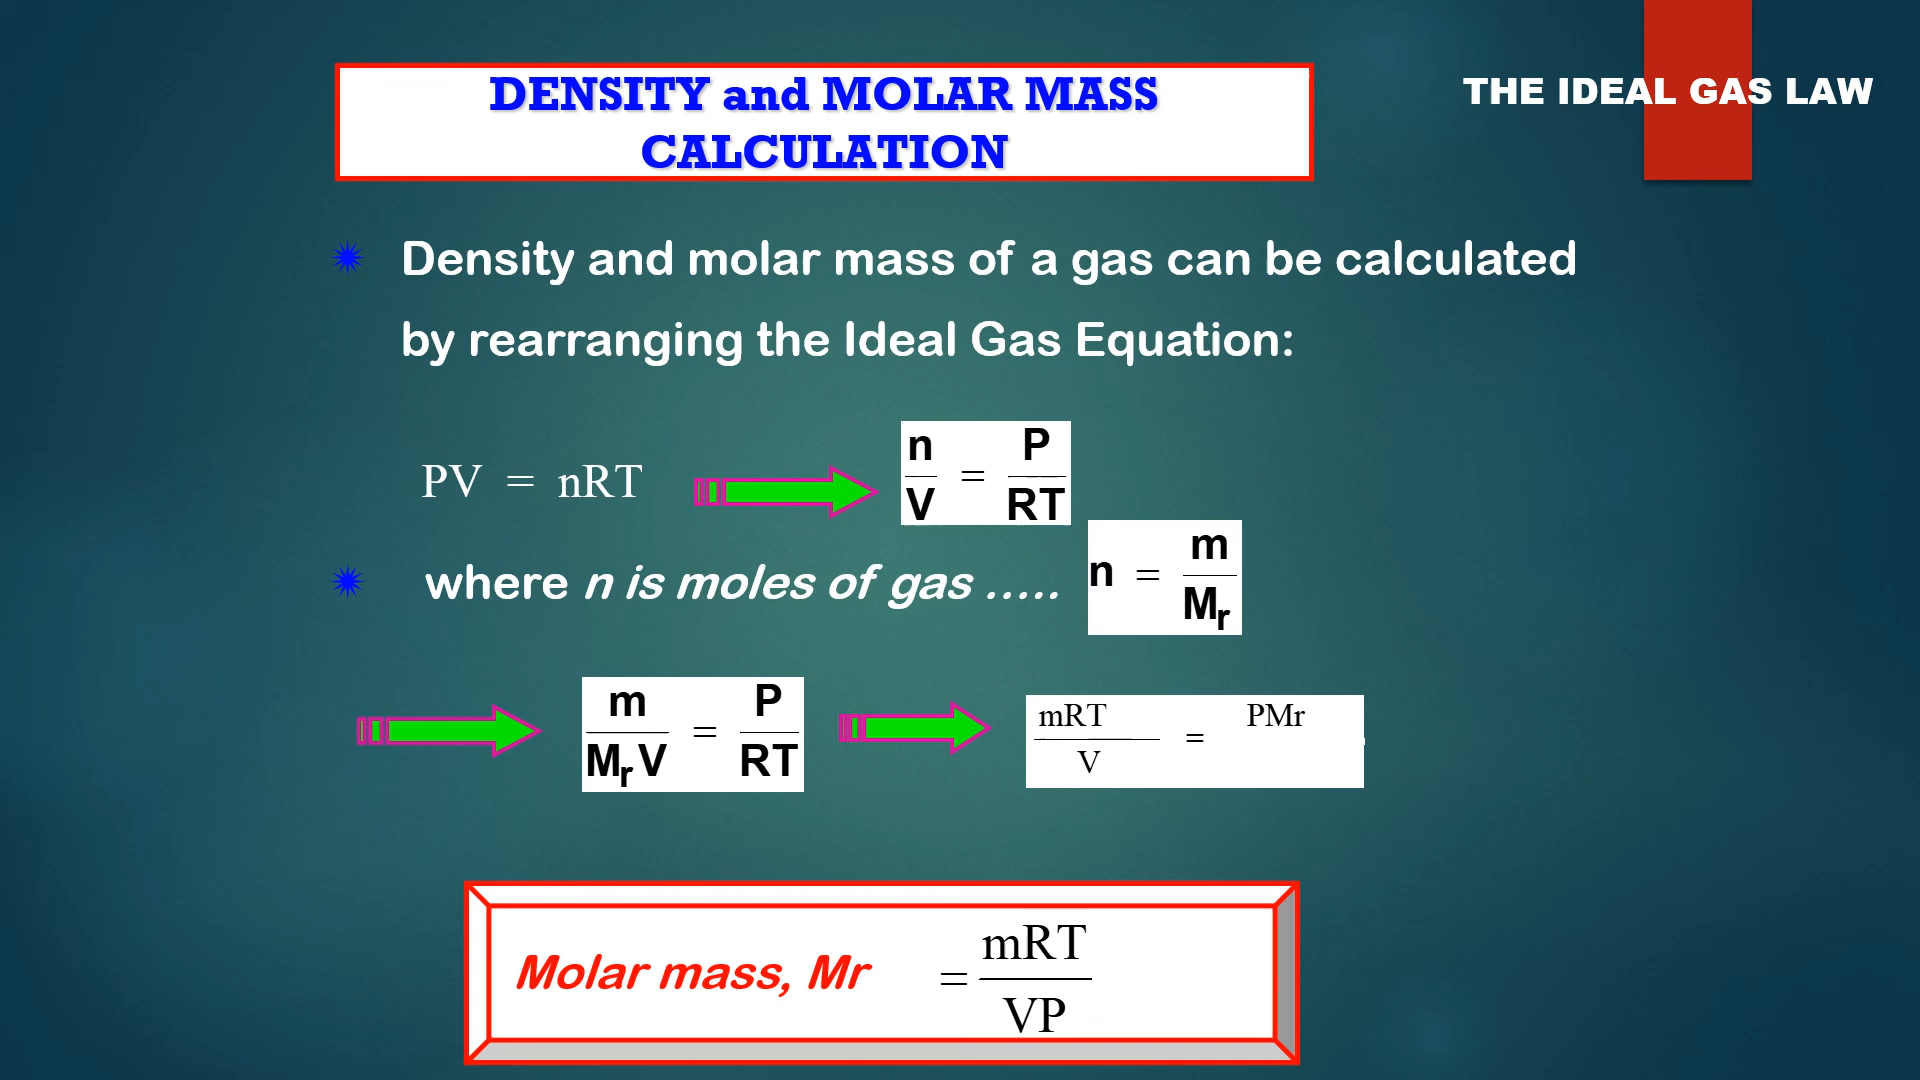 THE IDEAL GAS LAW
DENSITY and MOLAR MASS
CALCULATION
Density and molar mass of a gas can be calculated
by rearranging the Ideal Gas Equation:
PV = nRT
n/V = P/RT
where n is moles of gas .....
n = m/Mr
m/MrV = P/RT
mRT/V = PMr
Molar mass, Mr = mRT/VP